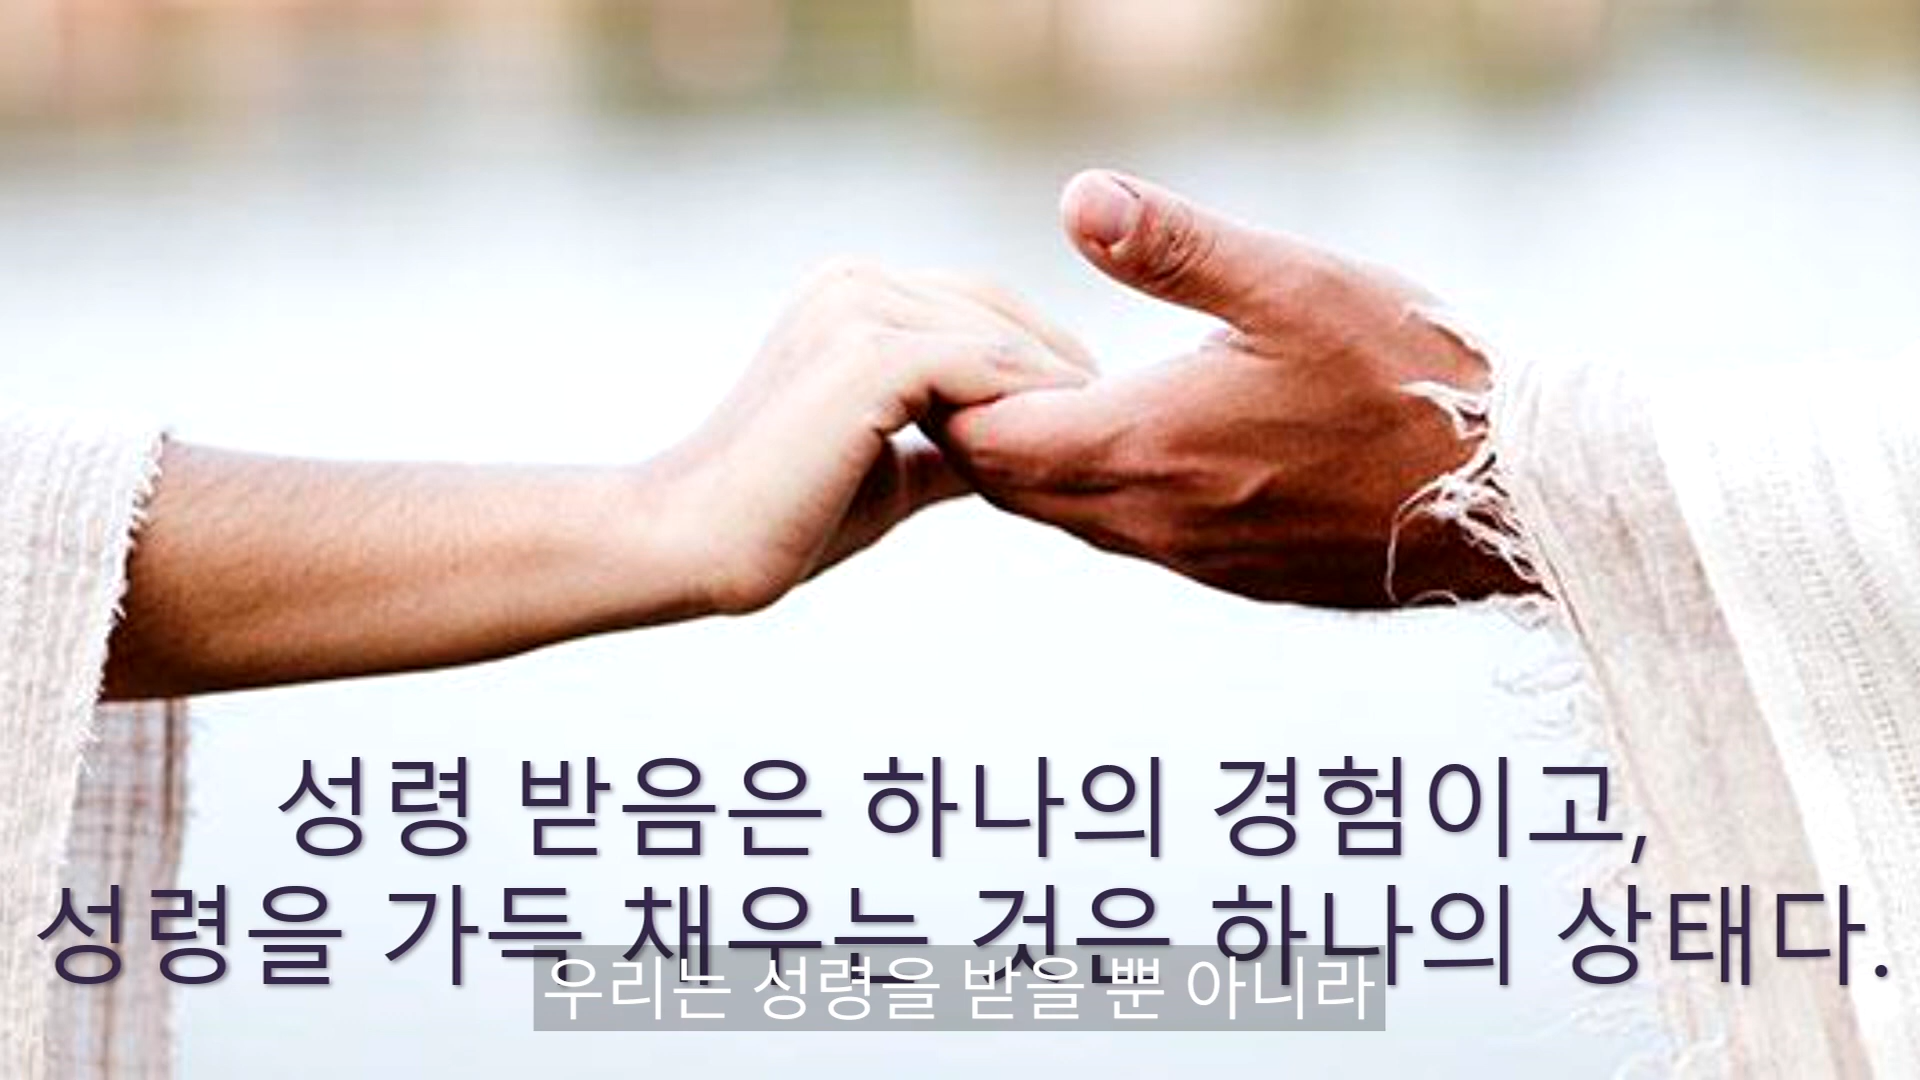 성령 받음은 하나의 경험이고,
성령을 가득 채우는 것은 하나의 상태다.
우리는 성령을 받을 뿐 아니라